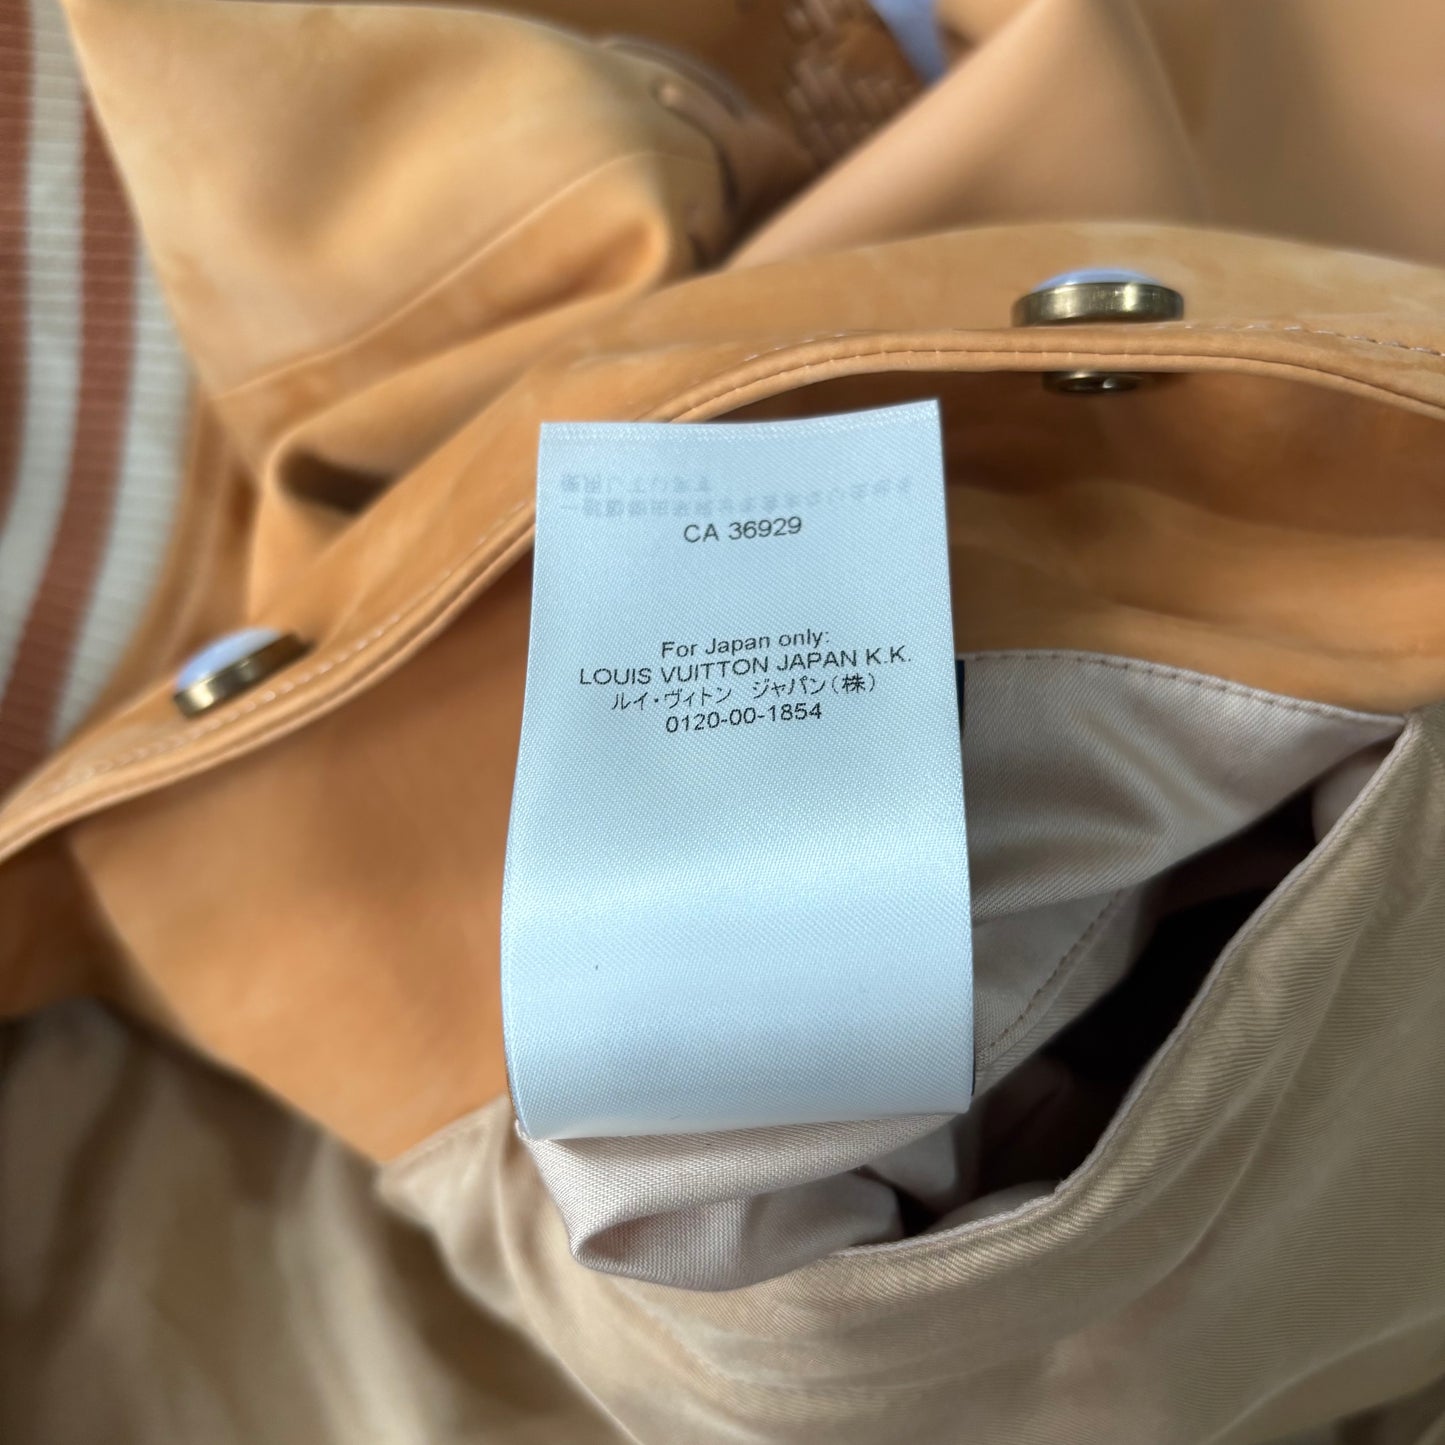 CA 36929
For Japan only:
LOUIS VUITTON JAPAN K.K.
ルイ・ヴィトン ジャパン(株)
0120-00-1854